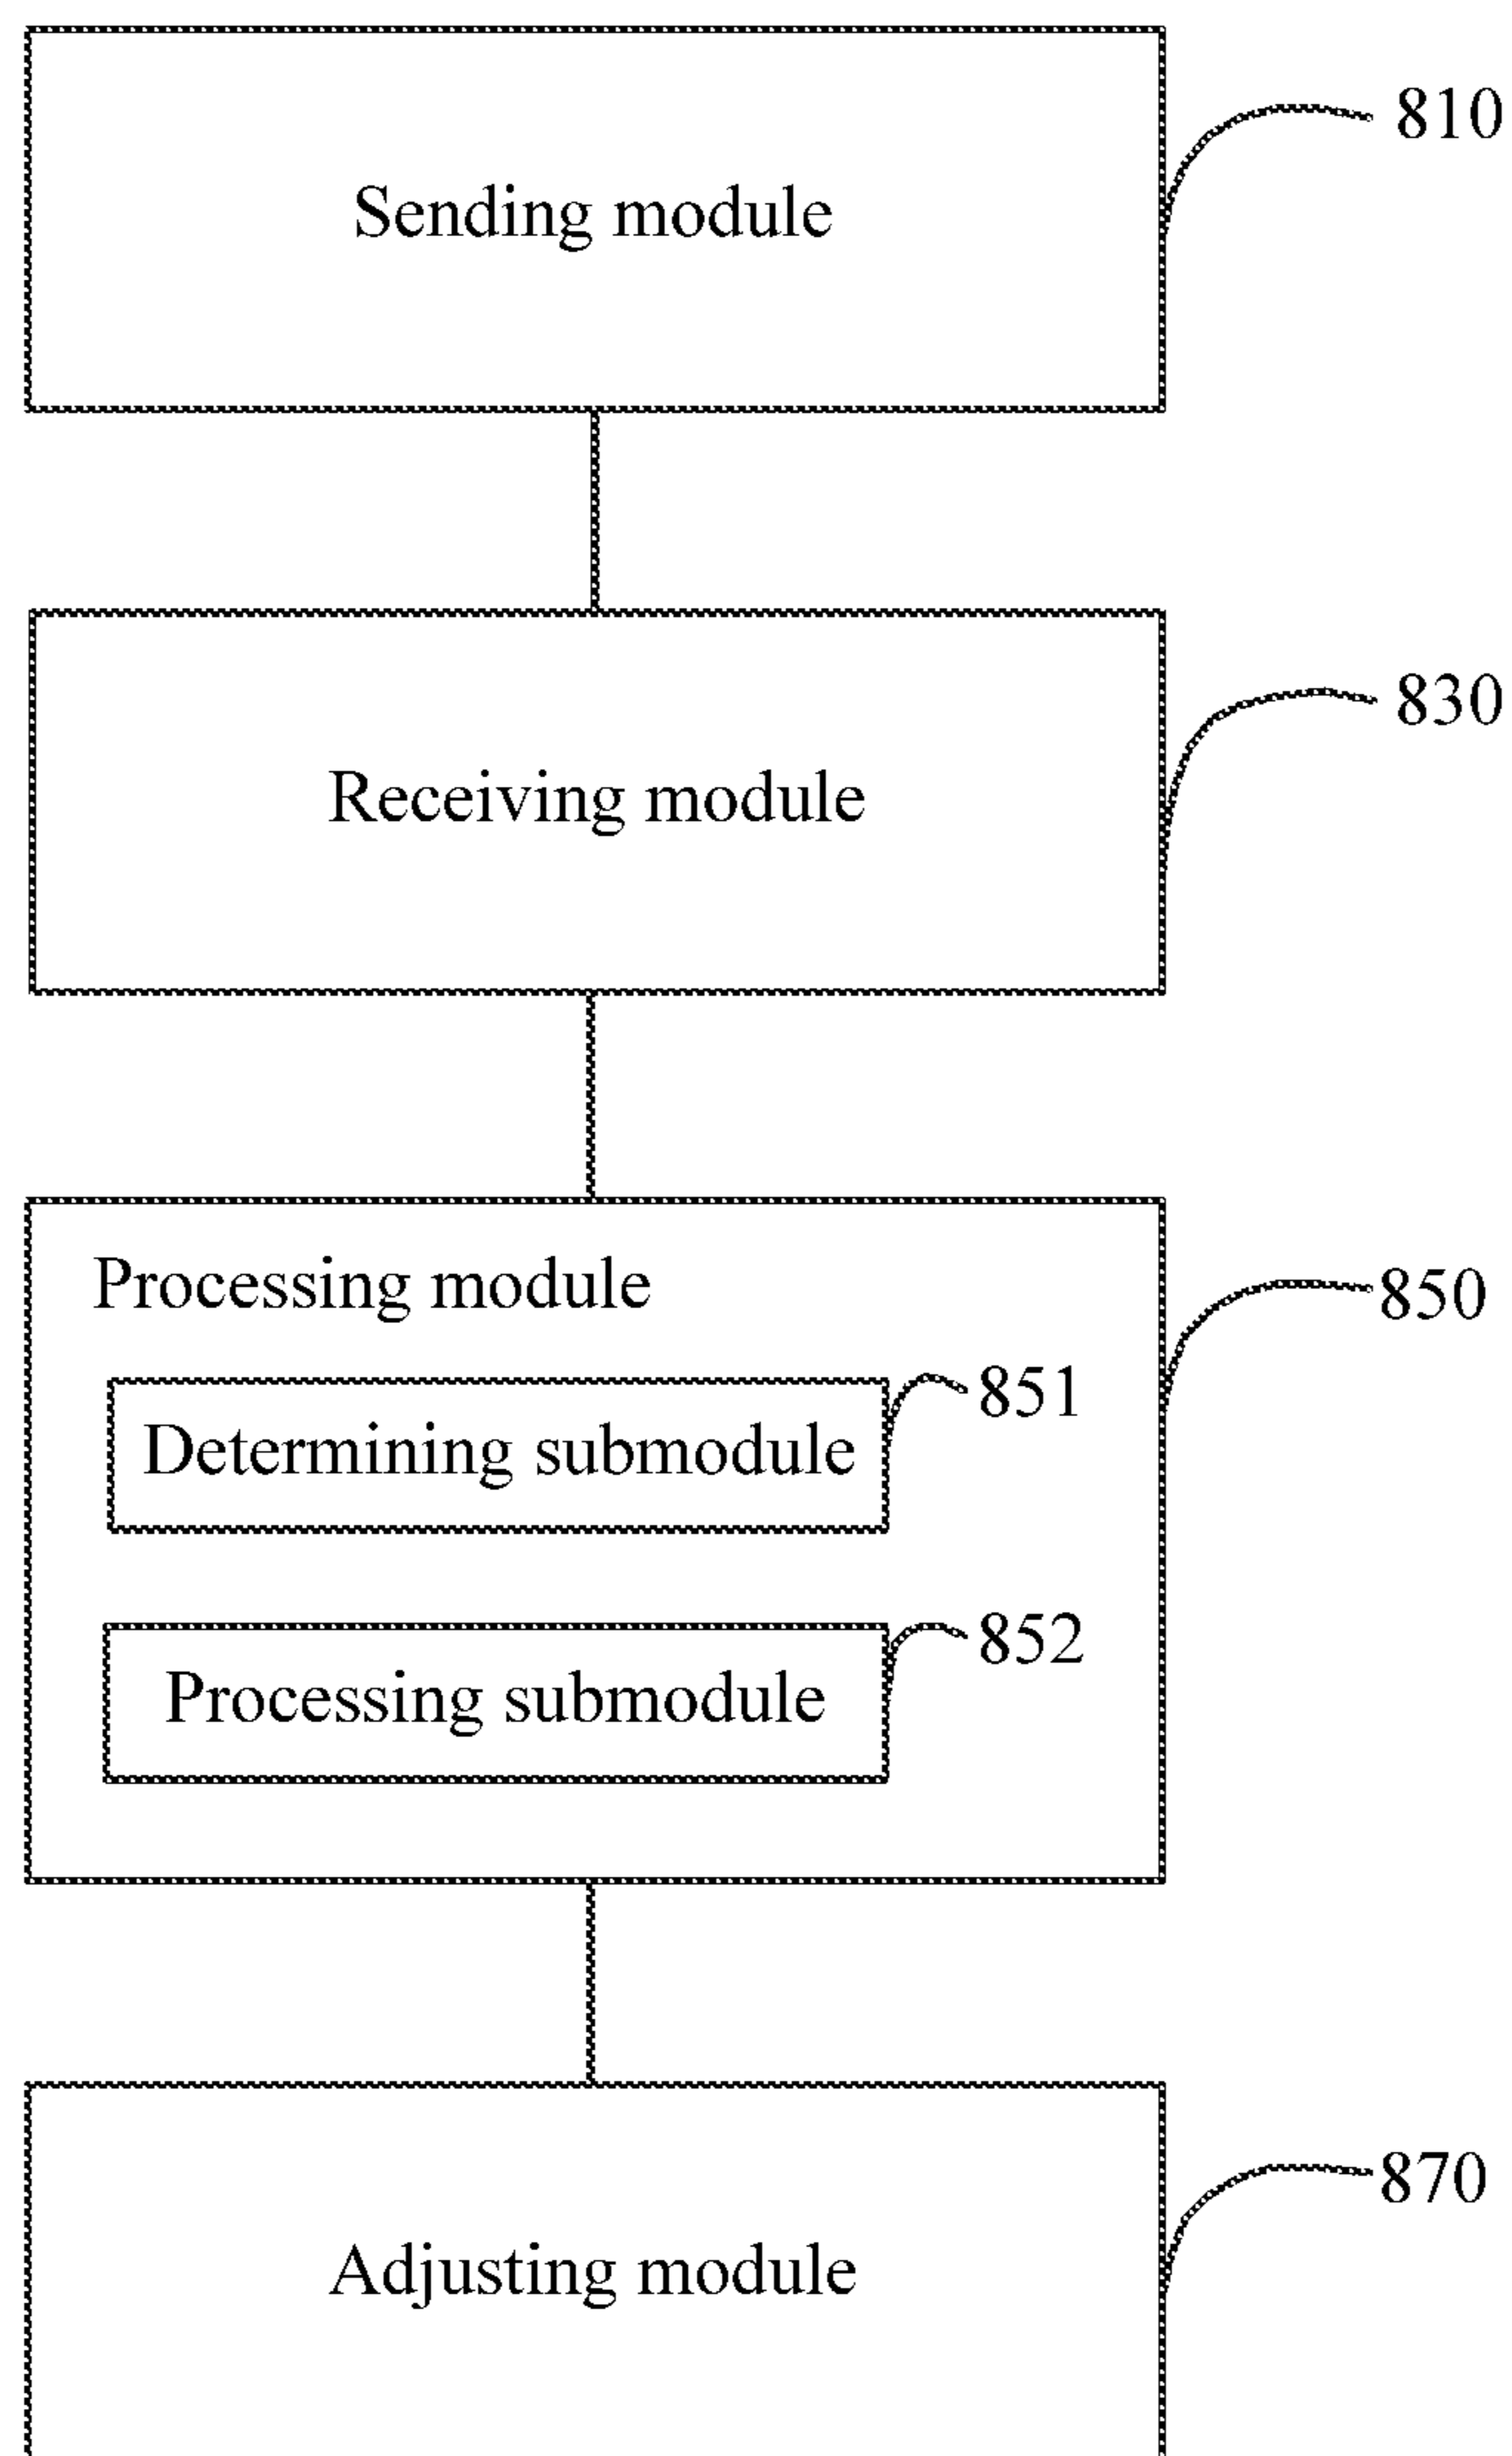 810
Sending module
830
Receiving module
Processing module
850
851
Determining submodule
852
Processing submodule
870
Adjusting module